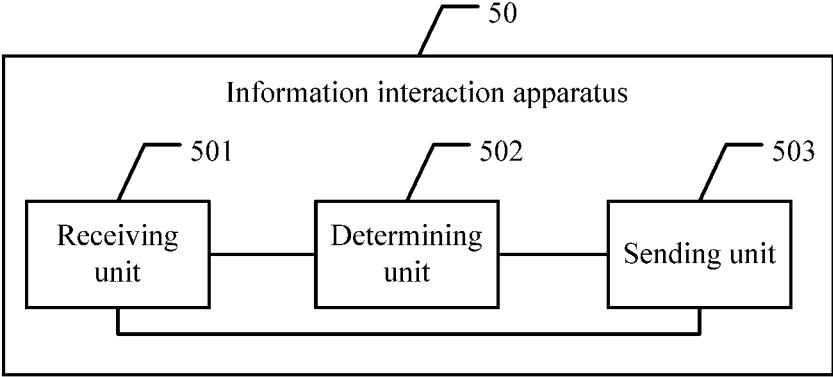 50
Information interaction apparatus
501
502
503
Receiving
unit
Determining
unit
Sending unit